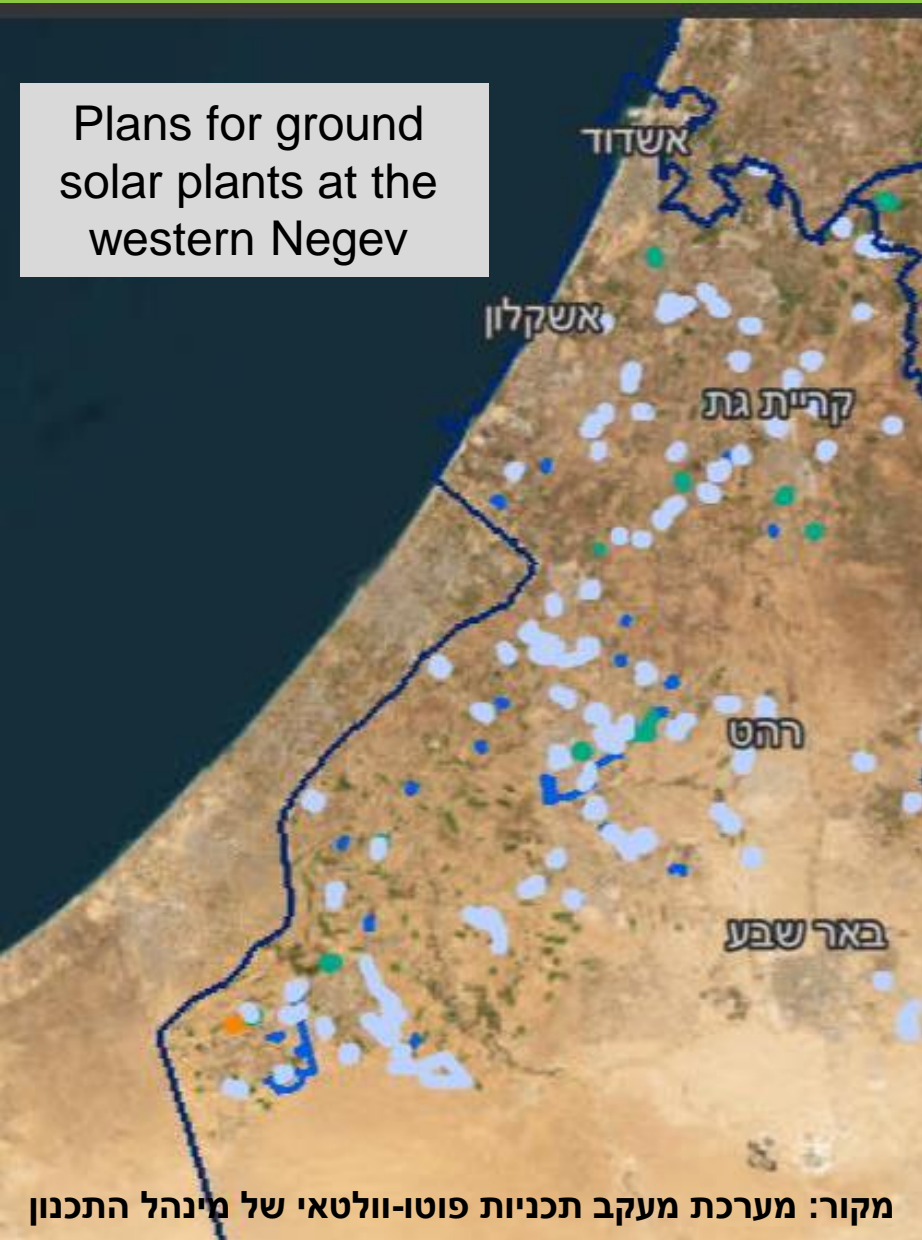 Plans for ground
solar plants at the
western Negev
אשדוד
אשקלון
קריית גת
רהט
באר שבע
מקור: מערכת מעקב תכניות פוטו-וולטאי של מינהל התכנון